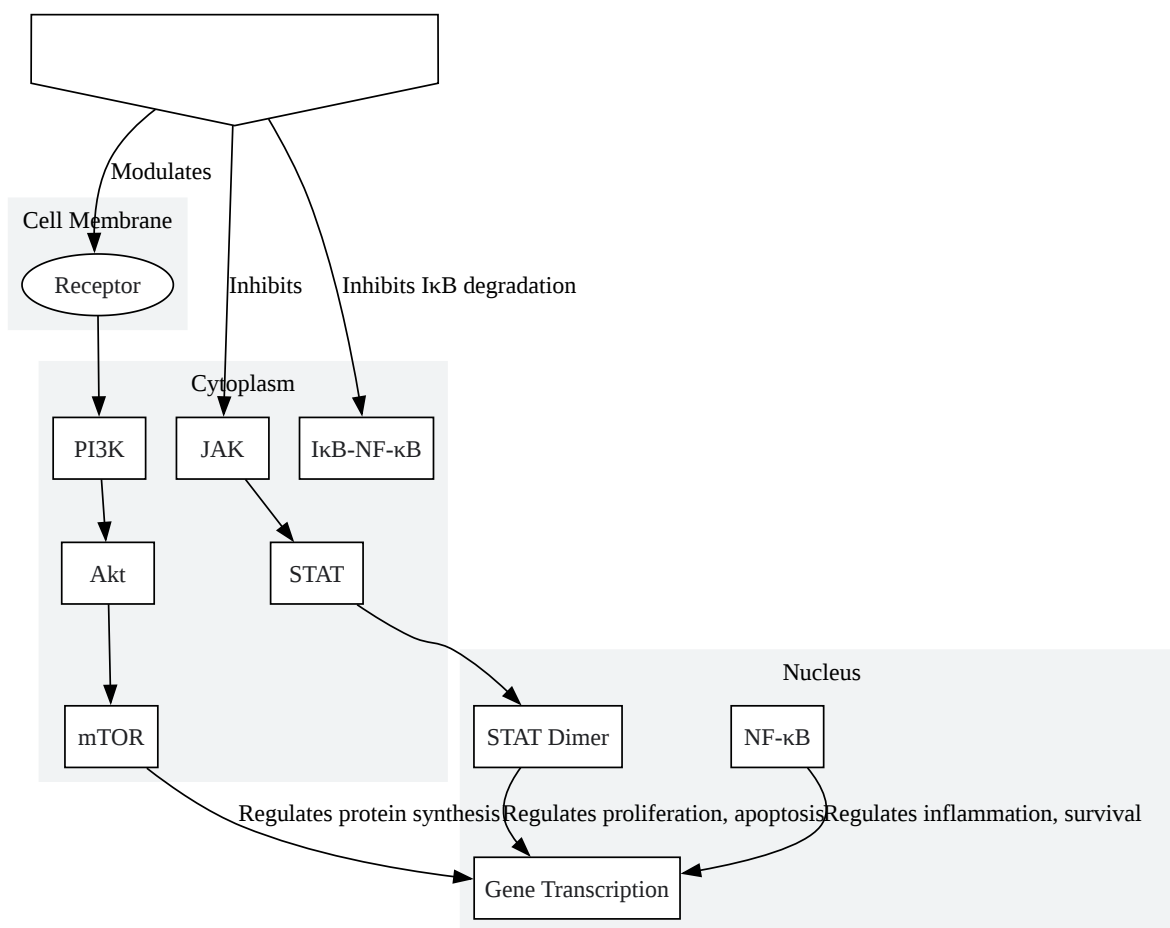 Modulates
Cell Membrane
Receptor
Inhibits
Inhibits IκB degradation
Cytoplasm
PI3K
JAK
IκB-NF-κB
Akt
STAT
Nucleus
mTOR
STAT Dimer
NF-κB
Regulates protein synthesis
Regulates proliferation, apoptosis
Regulates inflammation, survival
Gene Transcription